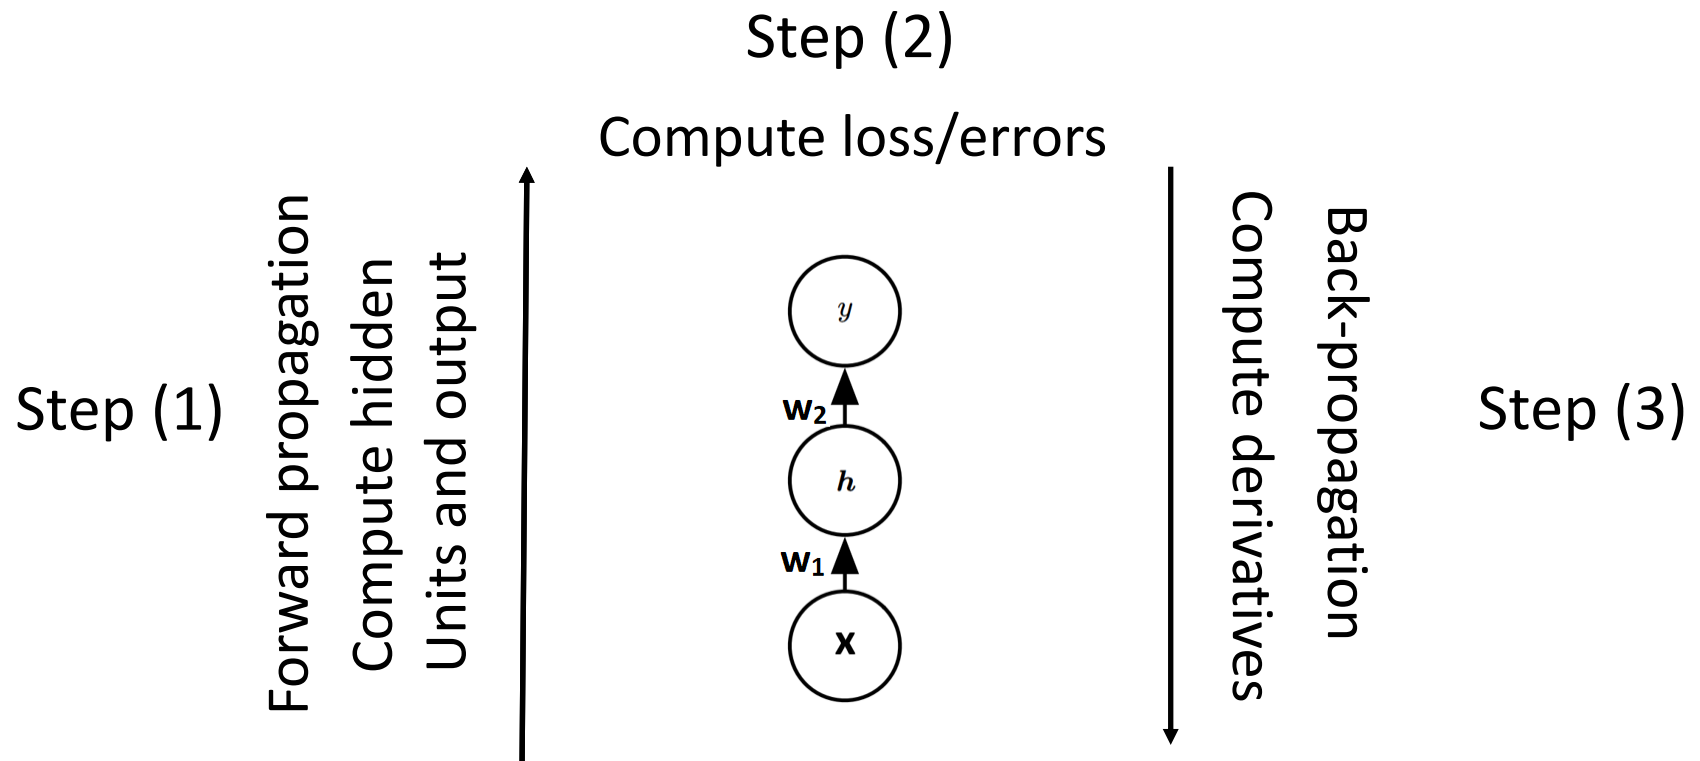 Step (2)
Compute loss/errors
Step (1)
Forward propagation
Compute hidden
Units and output
y
w₂
h
w₁
x
Back-propagation
Compute derivatives
Step (3)